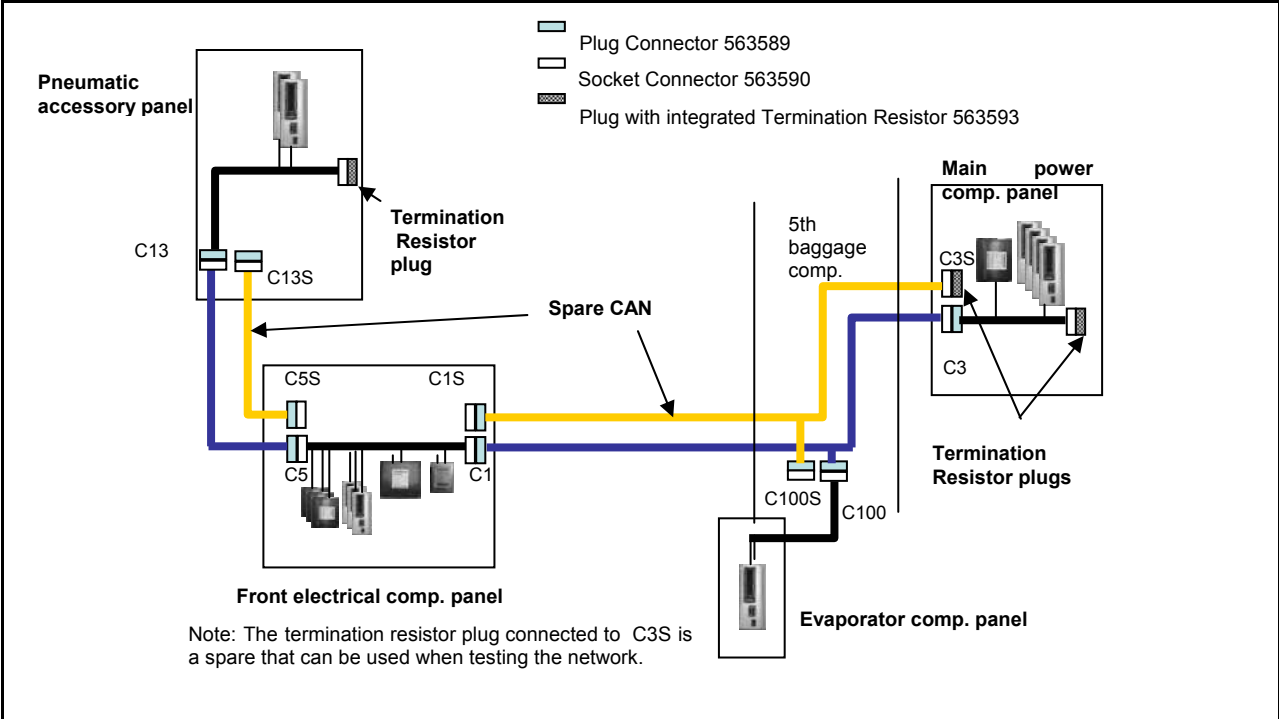 Plug Connector 563589
Socket Connector 563590
Plug with integrated Termination Resistor 563593
Pneumatic
accessory panel
Termination
Resistor
plug
C13
C13S
Spare CAN
5th
baggage
comp.
Main power
comp. panel
C3S
C3
Termination
Resistor plugs
C5S
C1S
C5
C1
C100S
C100
Front electrical comp. panel
Evaporator comp. panel
Note: The termination resistor plug connected to C3S is
a spare that can be used when testing the network.